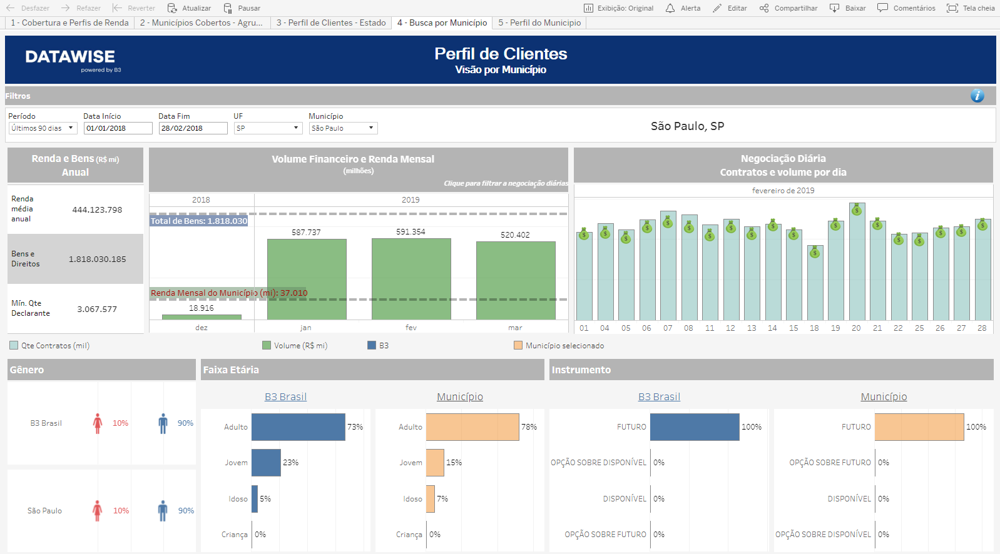 Desfazer
Refazer
Reverter
Atualizar
Pausar
Exibição: Original
Alerta
Editar
Compartilhar
Baixar
Comentários
Tela cheia
1 - Cobertura e Perfis de Renda
2 - Municípios Cobertos - Agru...
3 - Perfil de Clientes - Estado
4 - Busca por Município
5 - Perfil do Municipio
DATAWISE
powered by B3
Perfil de Clientes
Visão por Município
Filtros
i
Período
Data Início
Data Fim
UF
Município
Últimos 90 dias
01/01/2018
28/02/2018
SP
São Paulo
São Paulo, SP
Renda e Bens (R$ mi)
Anual
Renda
média
anual
444.123.798
Bens e
Direitos
1.818.030.185
Mín. Qte
Declarante
3.067.577
Volume Financeiro e Renda Mensal
(milhões)
Clique para filtrar a negociação diárias
2018
2019
Total de Bens: 1.818.030
587.737
591.354
520.402
Renda Mensal do Município (mi): 37.010
18.916
dez
jan
fev
mar
Negociação Diária
Contratos e volume por dia
fevereiro de 2019
$ $ $ $ $ $ $ $ $ $ $ $ $ $ $ $ $ $ $ $
01 04 05 06 07 08 11 12 13 14 15 18 19 20 21 22 25 26 27 28
Qte Contratos (mil)
Volume (R$ mi)
B3
Município selecionado
Gênero
B3 Brasil
10%
90%
São Paulo
10%
90%
Faixa Etária
B3 Brasil
Adulto
73%
Jovem
23%
Idoso
5%
Criança
0%
Município
Adulto
78%
Jovem
15%
Idoso
7%
Criança
0%
Instrumento
B3 Brasil
FUTURO
100%
OPÇÃO SOBRE DISPONÍVEL
0%
DISPONÍVEL
0%
OPÇÃO SOBRE FUTURO
0%
Município
FUTURO
100%
OPÇÃO SOBRE FUTURO
0%
DISPONÍVEL
0%
OPÇÃO SOBRE DISPONÍVEL
0%